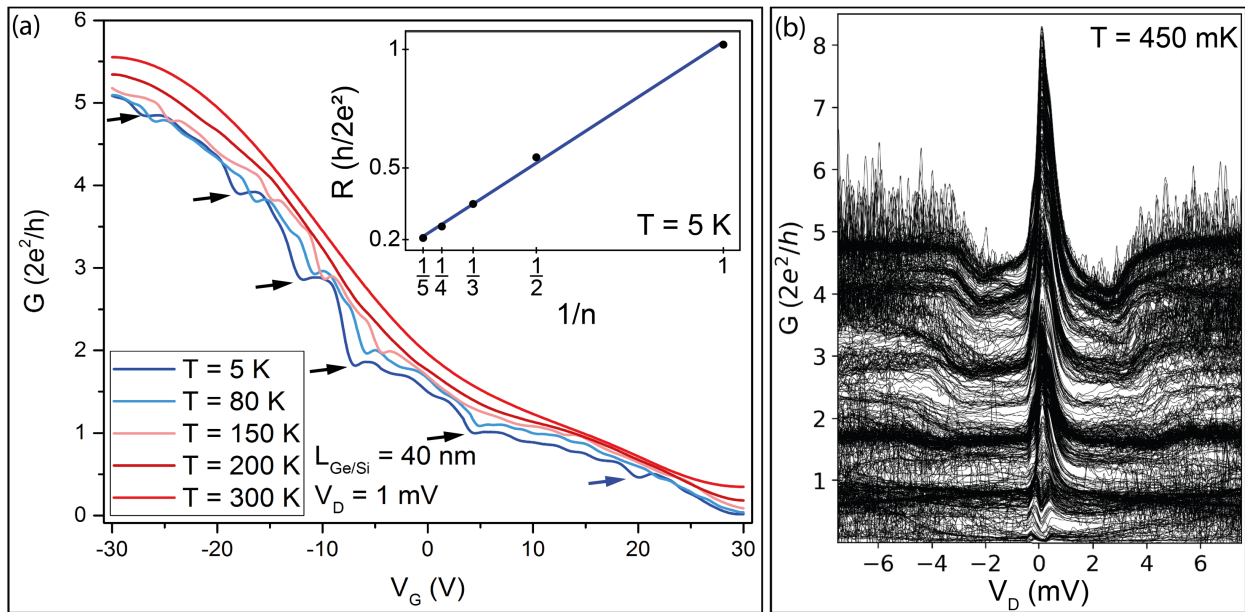 (a)
6
5
4
3
2
1
0
G (2e²/h)
-30
-20
-10
0
10
20
30
V_G (V)
T = 5 K
T = 80 K
T = 150 K
T = 200 K
T = 300 K
L_Ge/Si = 40 nm
V_D = 1 mV
1
0.5
0.2
R (h/2e²)
T = 5 K
1/5
1/4
1/3
1/2
1
1/n
(b)
T = 450 mK
8
7
6
5
4
3
2
1
G (2e²/h)
-6
-4
-2
0
2
4
6
V_D (mV)